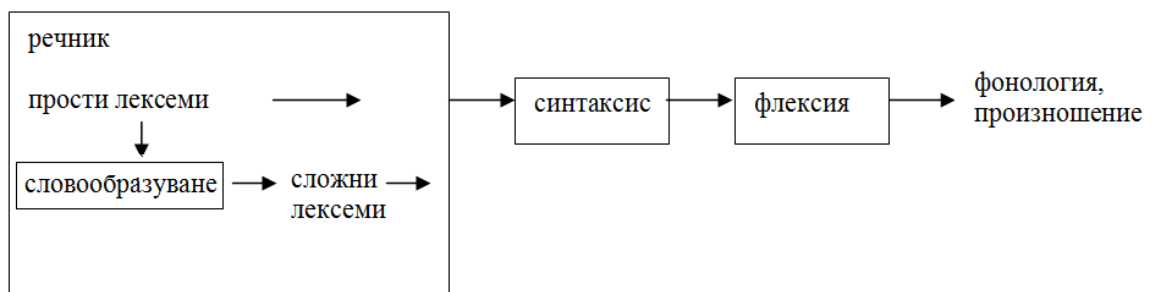 речник
прости лексеми
словообразуване
сложни
лексеми
синтаксис
флексия
фонология,
произношение